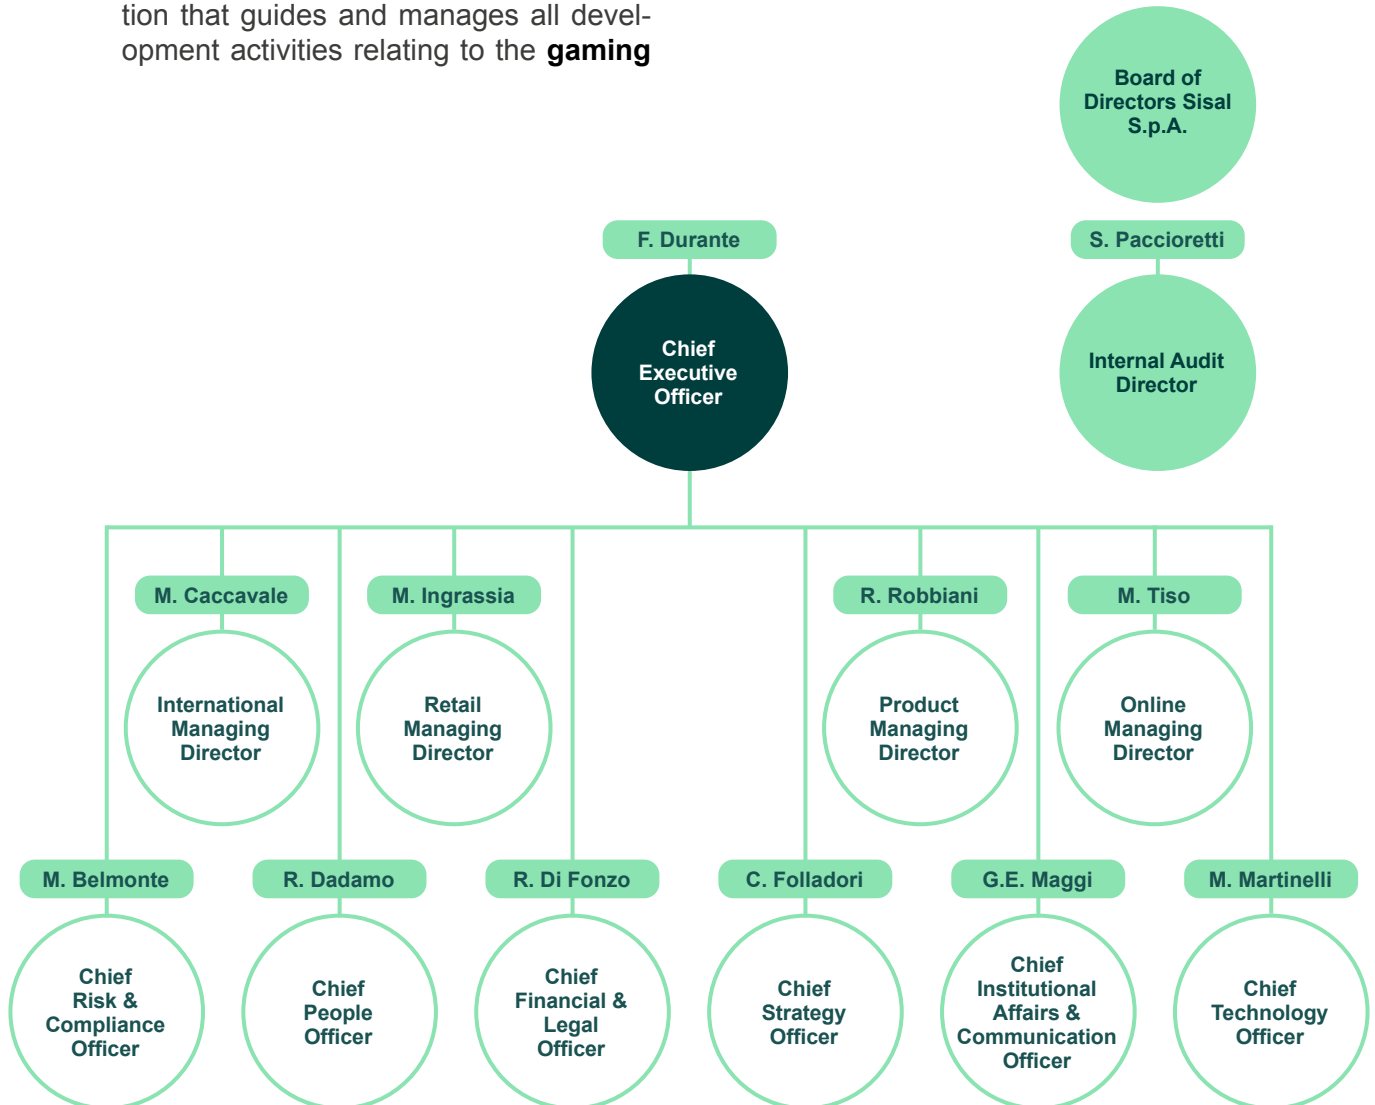 tion that guides and manages all devel-
opment activities relating to the gaming
Board of
Directors Sisal
S.p.A.
F. Durante
Chief
Executive
Officer
S. Paccioretti
Internal Audit
Director
M. Caccavale
International
Managing
Director
M. Ingrassia
Retail
Managing
Director
R. Robbiani
Product
Managing
Director
M. Tiso
Online
Managing
Director
M. Belmonte
Chief
Risk &
Compliance
Officer
R. Dadamo
Chief
People
Officer
R. Di Fonzo
Chief
Financial &
Legal
Officer
C. Folladori
Chief
Strategy
Officer
G.E. Maggi
Chief
Institutional
Affairs &
Communication
Officer
M. Martinelli
Chief
Technology
Officer